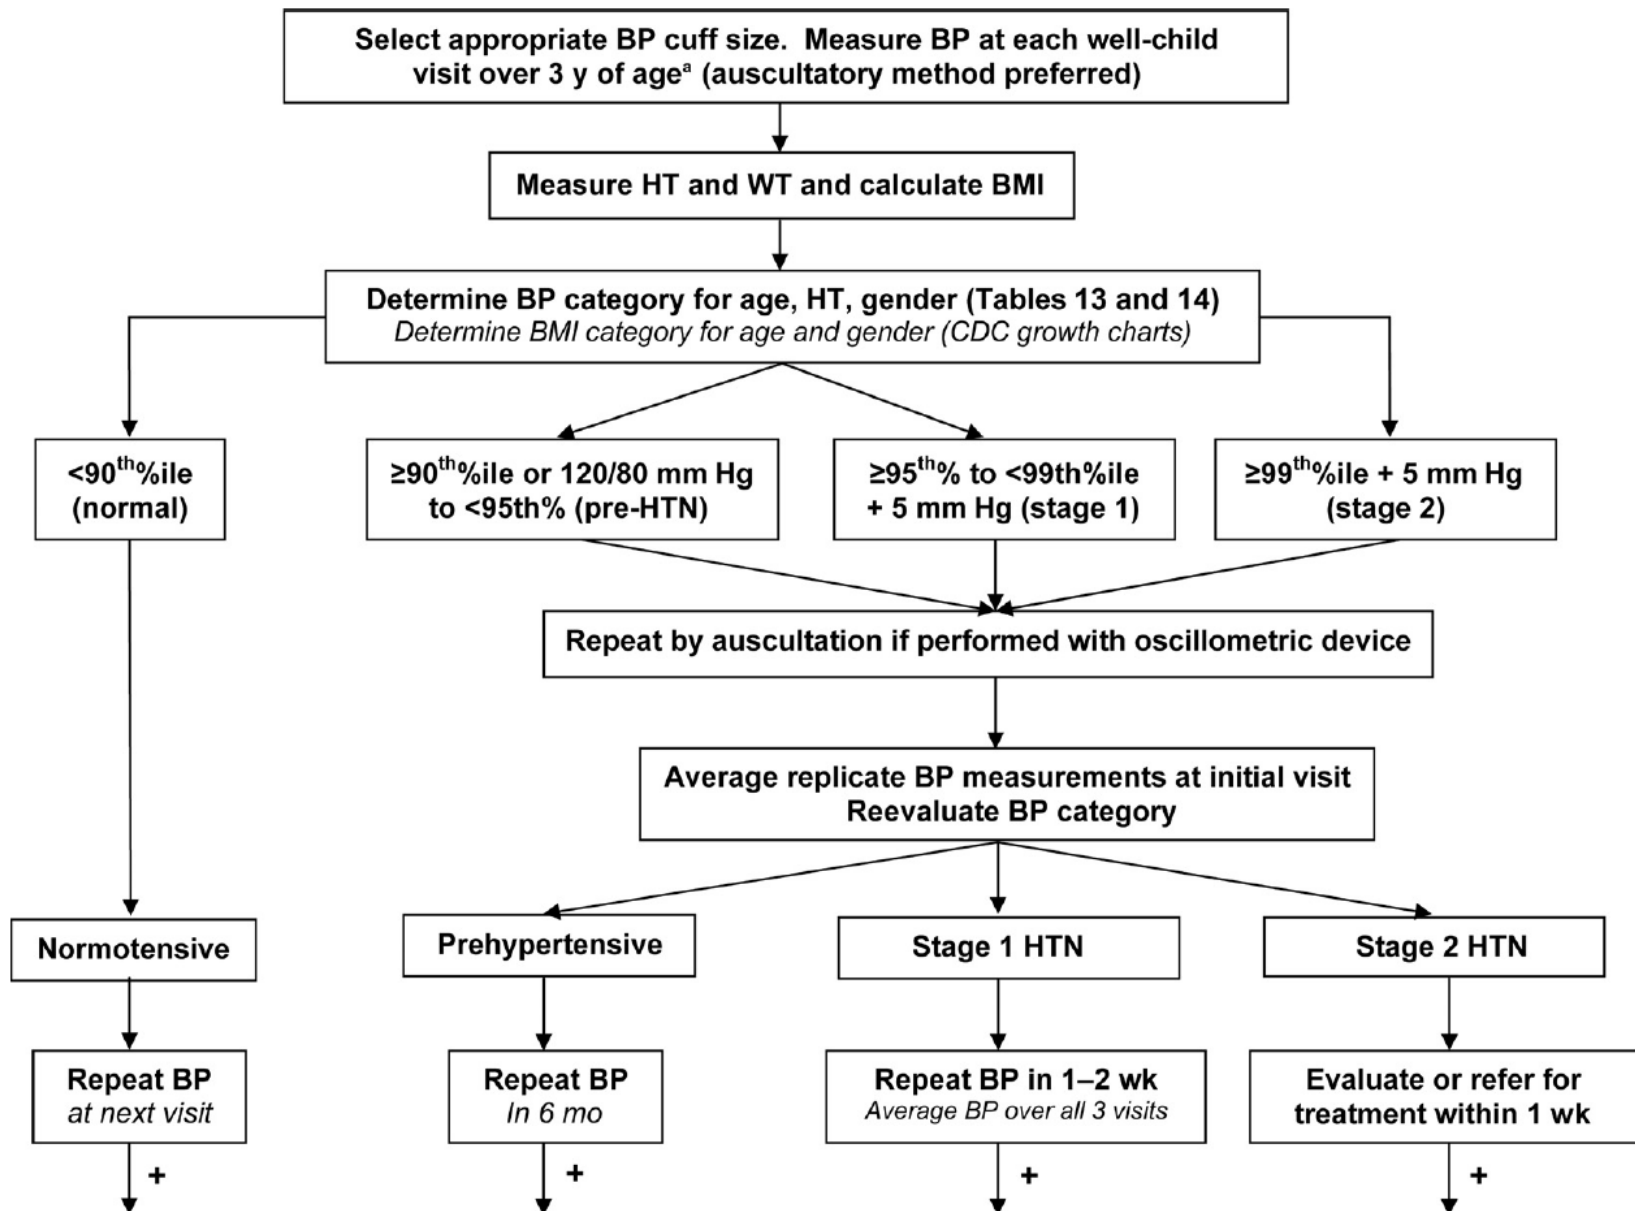 Select appropriate BP cuff size.  Measure BP at each well-child
visit over 3 y of ageᵃ (auscultatory method preferred)
Measure HT and WT and calculate BMI
Determine BP category for age, HT, gender (Tables 13 and 14)
Determine BMI category for age and gender (CDC growth charts)
<90ᵗʰ%ile
(normal)
≥90ᵗʰ%ile or 120/80 mm Hg
to <95th% (pre-HTN)
≥95ᵗʰ% to <99th%ile
+ 5 mm Hg (stage 1)
≥99ᵗʰ%ile + 5 mm Hg
(stage 2)
Repeat by auscultation if performed with oscillometric device
Average replicate BP measurements at initial visit
Reevaluate BP category
Normotensive
Prehypertensive
Stage 1 HTN
Stage 2 HTN
Repeat BP
at next visit
Repeat BP
In 6 mo
Repeat BP in 1–2 wk
Average BP over all 3 visits
Evaluate or refer for
treatment within 1 wk
+
+
+
+